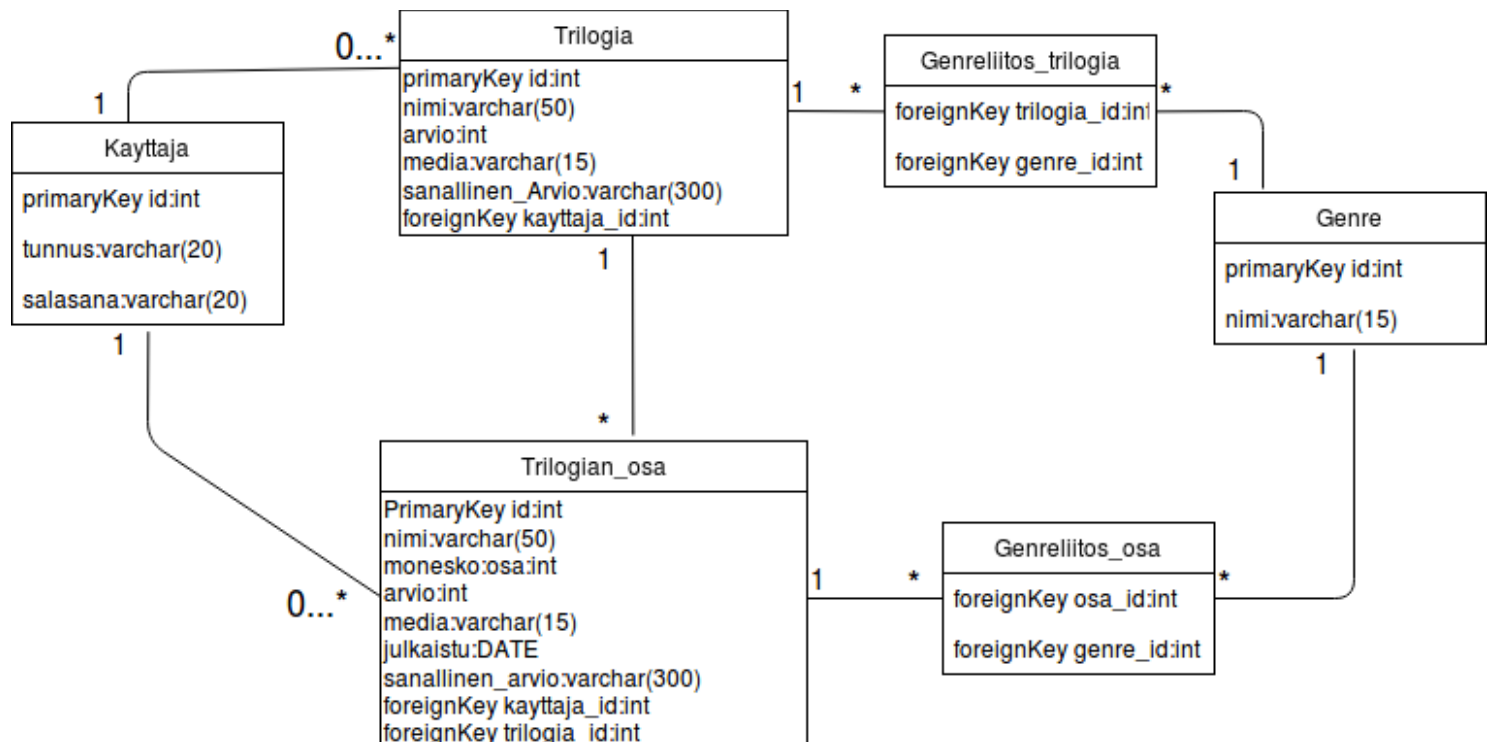 Trilogia
primaryKey id:int
nimi:varchar(50)
arvio:int
media:varchar(15)
sanallinen_Arvio:varchar(300)
foreignKey kayttaja_id:int
0...*
1
1
*
1
Genreliitos_trilogia
foreignKey trilogia_id:int
foreignKey genre_id:int
*
1
Kayttaja
primaryKey id:int
tunnus:varchar(20)
salasana:varchar(20)
1
0...*
Genre
primaryKey id:int
nimi:varchar(15)
1
*
Trilogian_osa
PrimaryKey id:int
nimi:varchar(50)
monesko:osa:int
arvio:int
media:varchar(15)
julkaistu:DATE
sanallinen_arvio:varchar(300)
foreignKey kayttaja_id:int
foreignKey trilogia_id:int
1
*
Genreliitos_osa
foreignKey osa_id:int
foreignKey genre_id:int
*